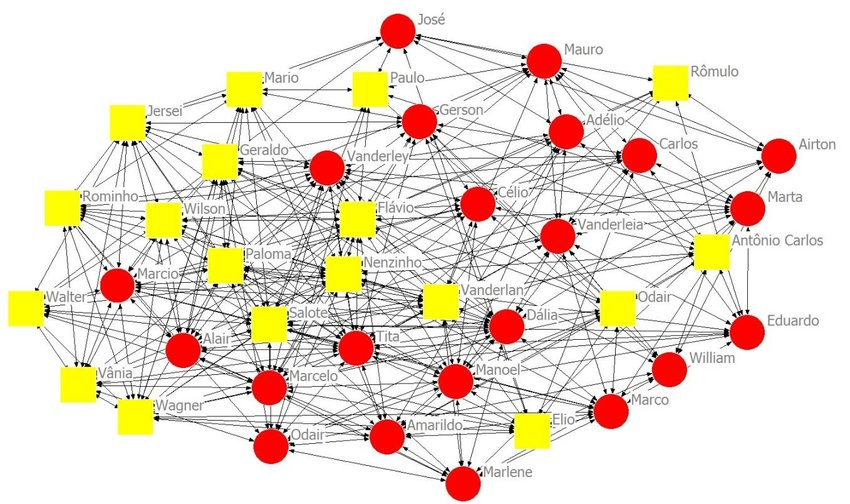 José
Mauro
Rômulo
Mario
Paulo
Jersei
Gerson
Adélio
Carlos
Airton
Geraldo
Vanderley
Rominho
Wilson
Flávio
Célio
Marta
Vanderleia
Antônio Carlos
Paloma
Nenzinho
Marcio
Walter
Vanderlan
Odair
Salote
Dália
Eduardo
Alair
Tita
William
Vânia
Marcelo
Manoel
Wagner
Marco
Odair
Amarildo
Elio
Marlene